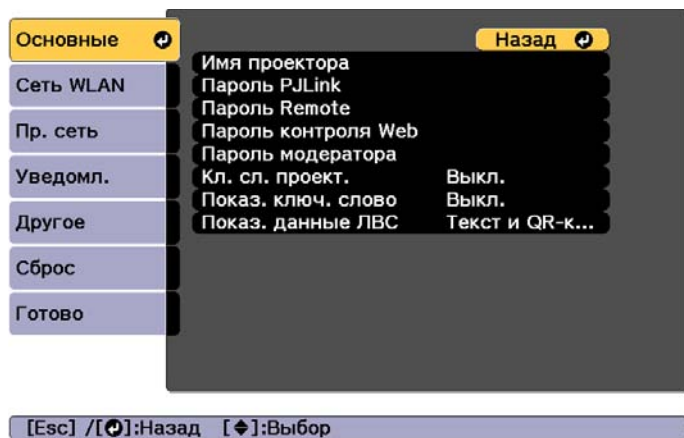 Основные
Сеть WLAN
Пр. сеть
Уведомл.
Другое
Сброс
Готово
Назад
Имя проектора
Пароль PJLink
Пароль Remote
Пароль контроля Web
Пароль модератора
Кл. сл. проект. Выкл.
Показ. ключ. слово Выкл.
Показ. данные ЛВС Текст и QR-к...
[Esc] /[⏎]:Назад [◆]:Выбор